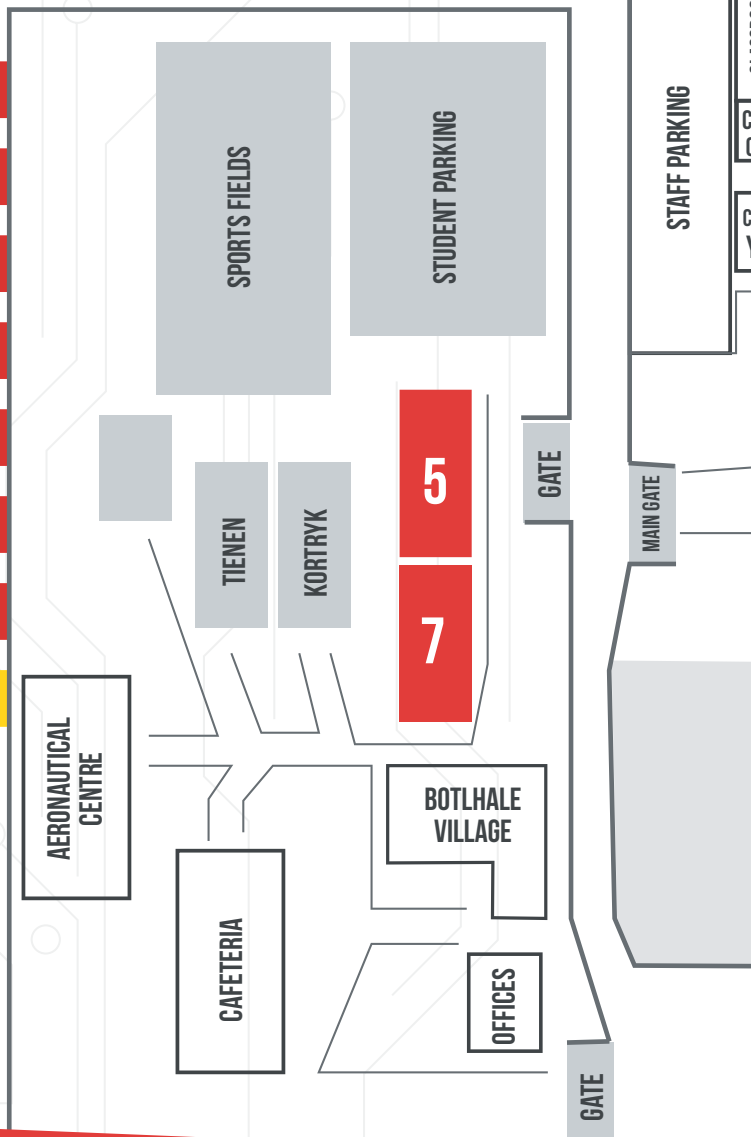 SPORTS FIELDS
STUDENT PARKING
STAFF PARKING
5
GATE
MAIN GATE
TIENEN
KORTRYK
7
AERONAUTICAL
CENTRE
BOTLHALE
VILLAGE
CAFETERIA
OFFICES
GATE